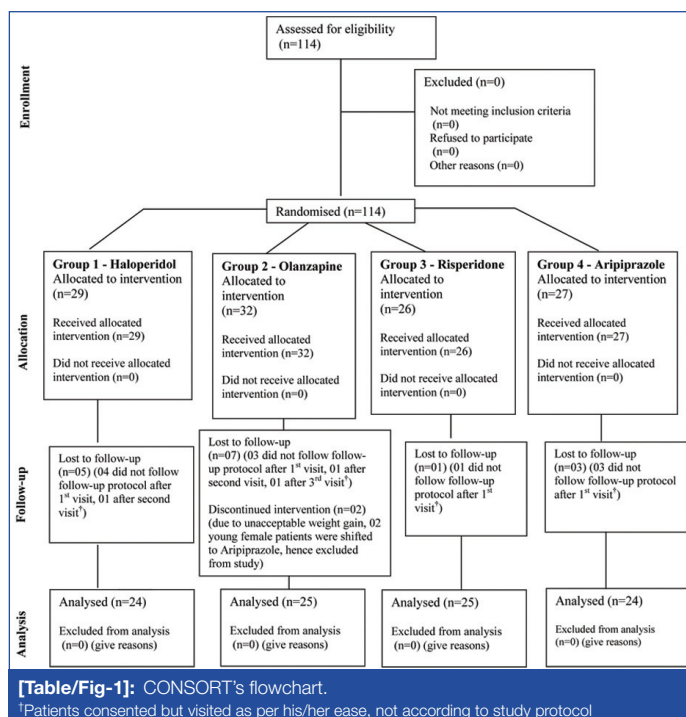 Assessed for eligibility
(n=114)
Enrollment
Excluded (n=0)
Not meeting inclusion criteria
(n=0)
Refused to participate
(n=0)
Other reasons (n=0)
Randomised (n=114)
Allocation
Group 1 - Haloperidol
Allocated to intervention
(n=29)
Received allocated
intervention (n=29)
Did not receive allocated
intervention (n=0)
Group 2 - Olanzapine
Allocated to
intervention
(n=32)
Received allocated
intervention (n=32)
Did not receive allocated
intervention (n=0)
Group 3 - Risperidone
Allocated to
intervention
(n=26)
Received allocated
intervention (n=26)
Did not receive allocated
intervention (n=0)
Group 4 - Aripiprazole
Allocated to intervention
(n=27)
Received allocated
intervention (n=27)
Did not receive allocated
intervention (n=0)
Follow-up
Lost to follow-up
(n=05) (04 did not follow
follow-up protocol after
1st visit, 01 after second
visit†)
Lost to follow-up
(n=07) (03 did not follow follow-
up protocol after 1st visit, 01 after
second visit, 01 after 3rd visit†)
Discontinued intervention (n=02)
(due to unacceptable weight gain, 02
young female patients were shifted
to Aripiprazole, hence excluded
from study)
Lost to follow-up
(n=01) (01 did not
follow follow-up
protocol after 1st
visit†)
Lost to follow-up
(n=03) (03 did not
follow follow-up protocol
after 1st visit†)
Analysis
Analysed (n=24)
Excluded from analysis
(n=0) (give reasons)
Analysed (n=25)
Excluded from analysis
(n=0) (give reasons)
Analysed (n=25)
Excluded from analysis
(n=0) (give reasons)
Analysed (n=24)
Excluded from analysis
(n=0) (give reasons)
[Table/Fig-1]: CONSORT's flowchart.
†Patients consented but visited as per his/her ease, not according to study protocol